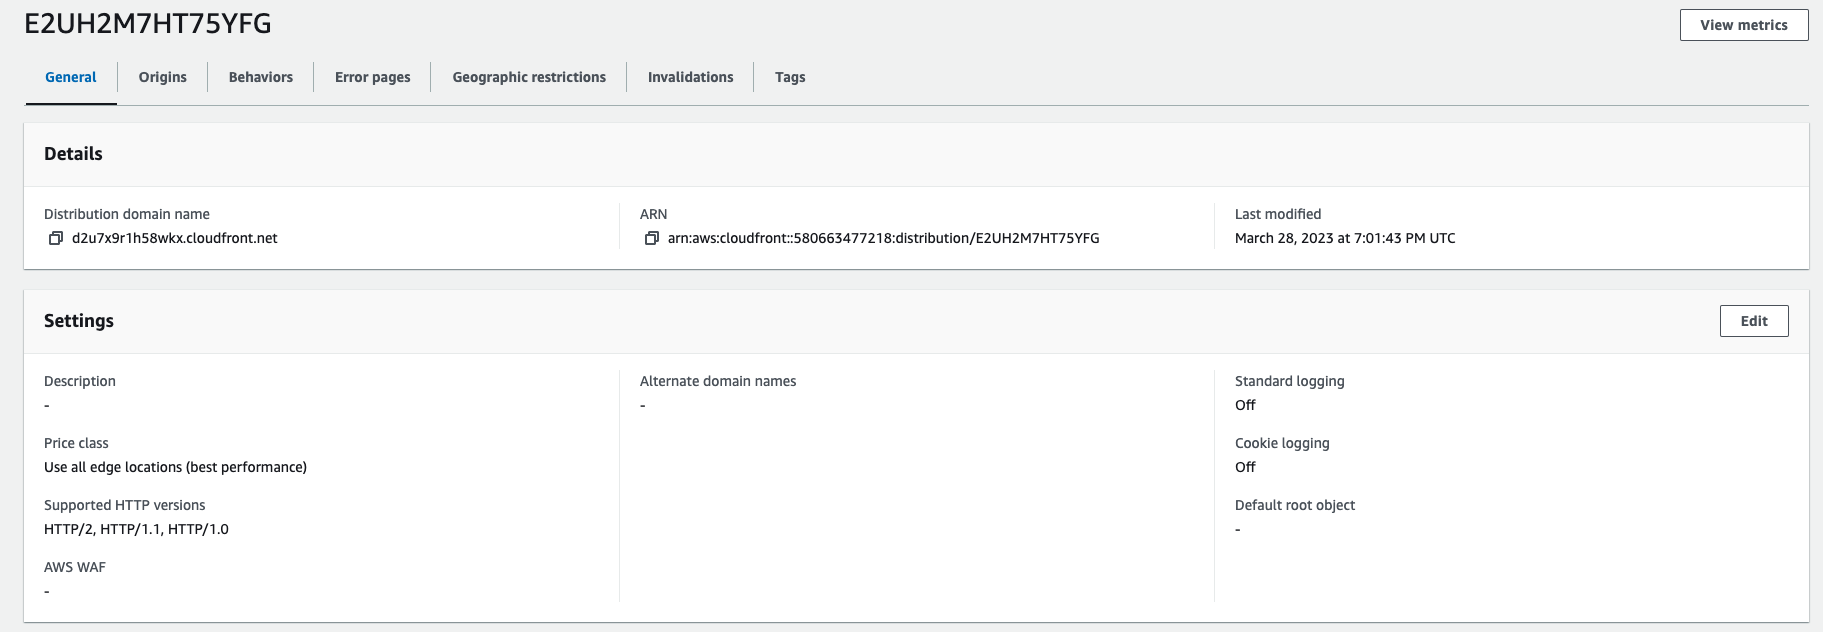 E2UH2M7HT75YFG
View metrics
General
Origins
Behaviors
Error pages
Geographic restrictions
Invalidations
Tags
Details
Distribution domain name
d2u7x9r1h58wkx.cloudfront.net
ARN
arn:aws:cloudfront::580663477218:distribution/E2UH2M7HT75YFG
Last modified
March 28, 2023 at 7:01:43 PM UTC
Settings
Edit
Description
-
Price class
Use all edge locations (best performance)
Supported HTTP versions
HTTP/2, HTTP/1.1, HTTP/1.0
AWS WAF
-
Alternate domain names
-
Standard logging
Off
Cookie logging
Off
Default root object
-